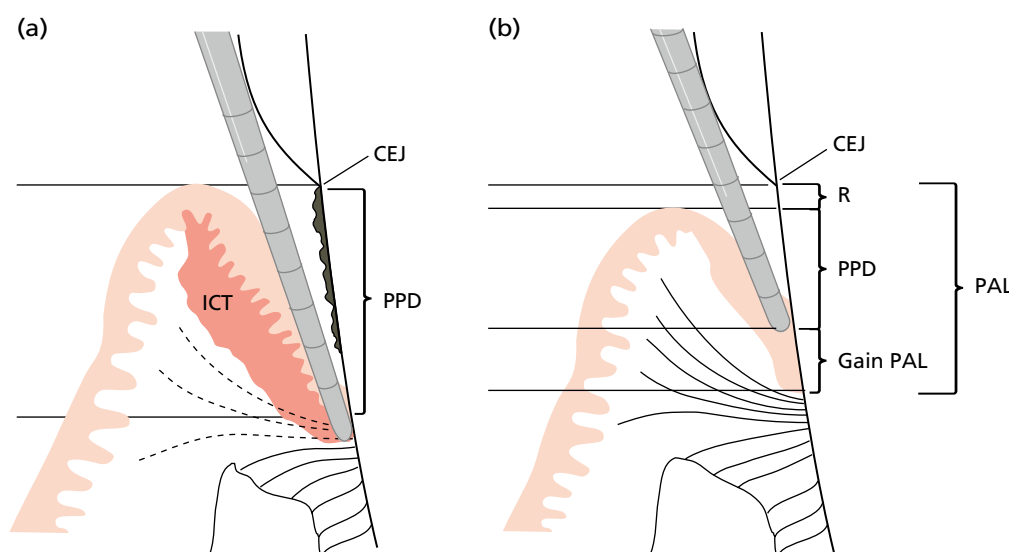 (a)
CEJ
ICT
PPD
(b)
CEJ
R
PPD
PAL
Gain PAL